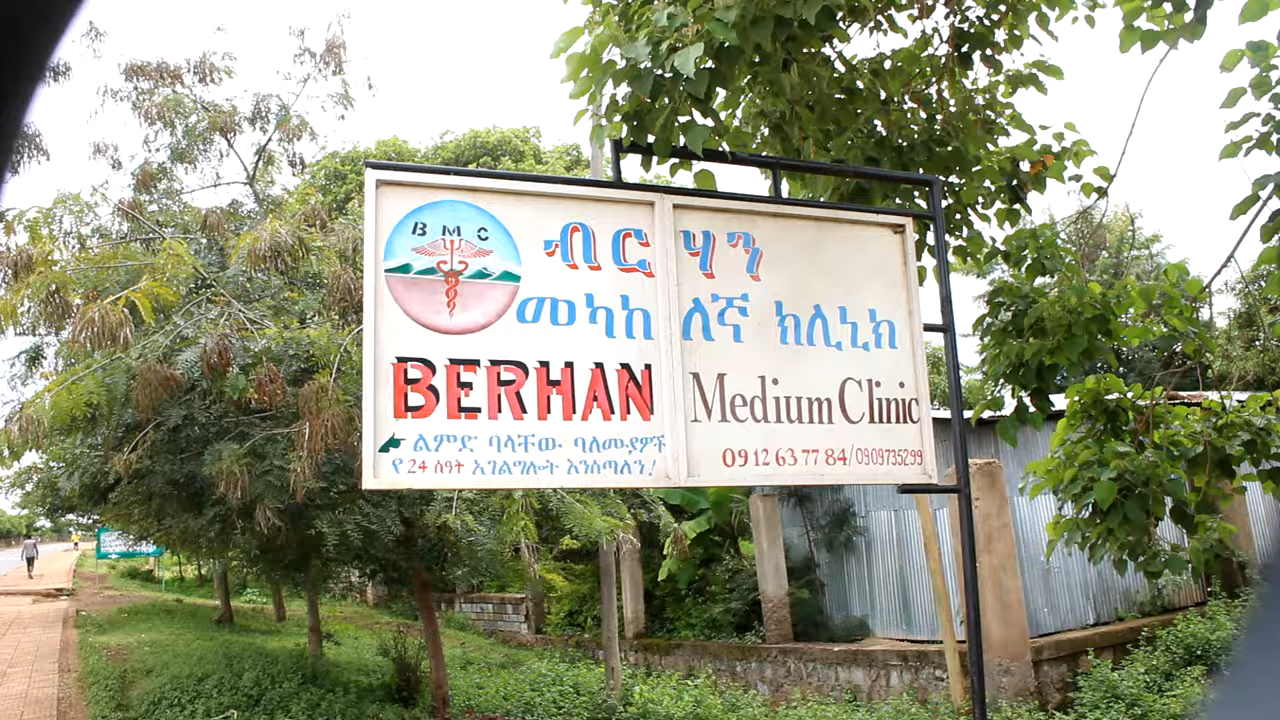 BMC
ብርሃን
መካከለኛ ክሊኒክ
BERHAN Medium Clinic
ልምድ ባላቸው ባለሙያዎች
የ24 ሰዓት አገልግሎት እንሰጣለን!
0912637784/0909735299